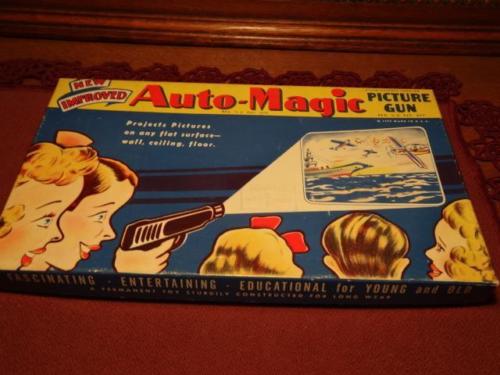 NEW
IMPROVED
Auto-Magic
PICTURE
GUN
Projects Pictures
on any flat surface—
wall, ceiling, floor.
FASCINATING . ENTERTAINING . EDUCATIONAL for YOUNG and OLD
A PERMANENT TOY STURDILY CONSTRUCTED FOR LONG WEAR